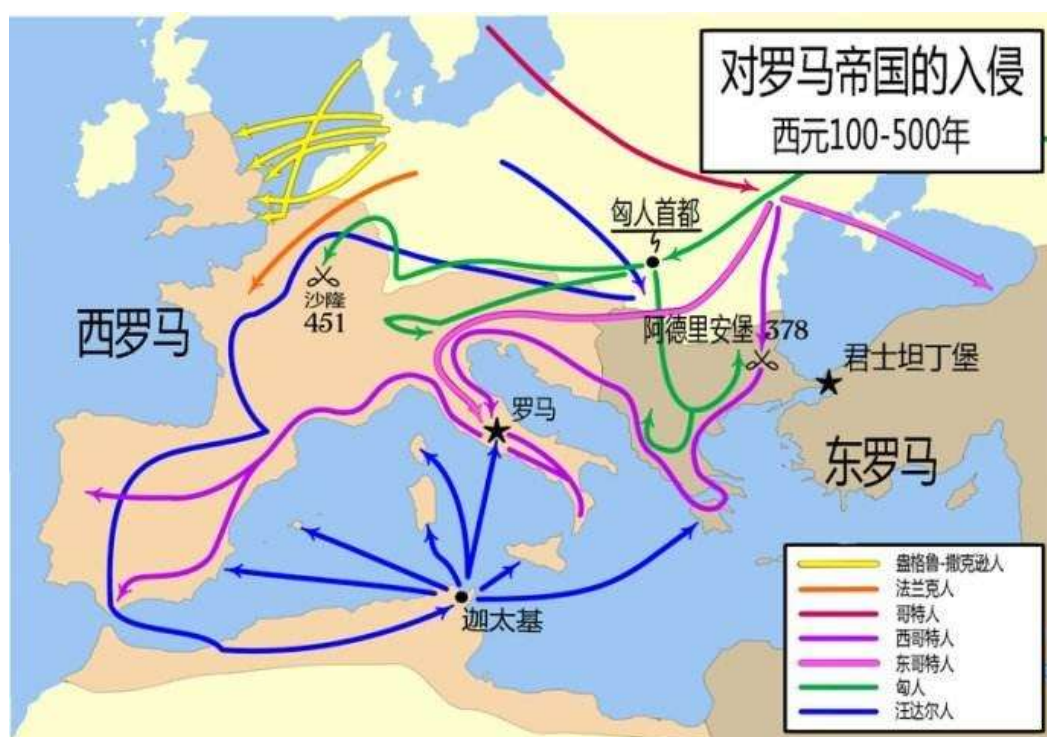 对罗马帝国的入侵
西元100-500年
匈人首都
沙隆
451
西罗马
阿德里安堡 378
君士坦丁堡
罗马
东罗马
迦太基
盎格鲁-撒克逊人
法兰克人
哥特人
西哥特人
东哥特人
匈人
汪达尔人